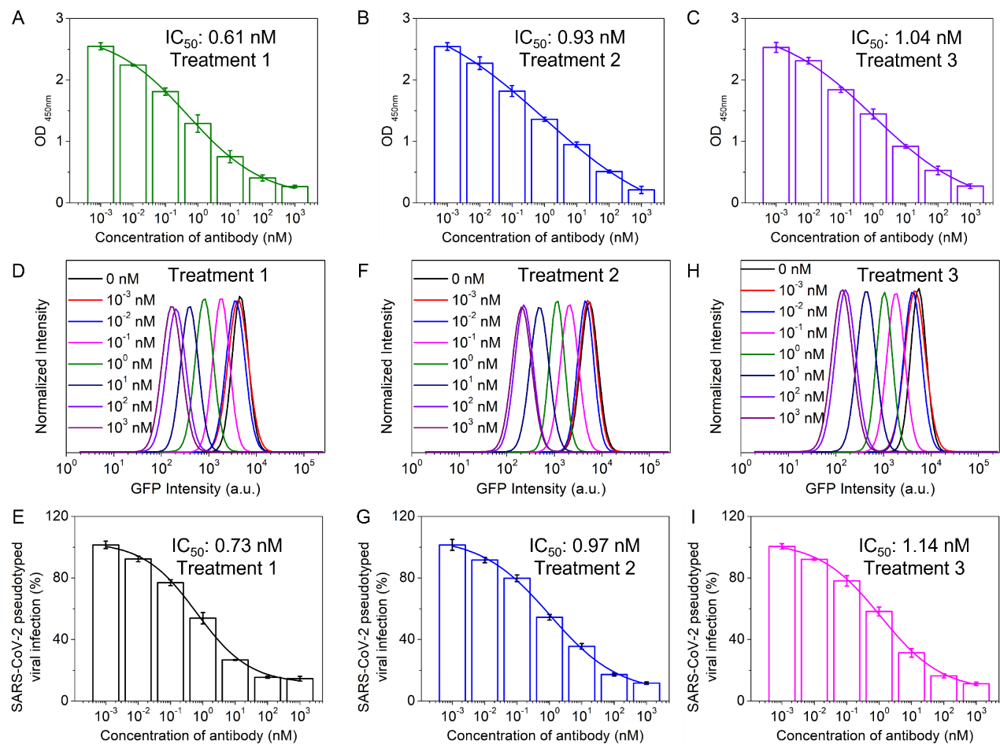 A
3
2
1
0
OD 450nm
IC50: 0.61 nM
Treatment 1
10-3 10-2 10-1 100 101 102 103
Concentration of antibody (nM)
B
3
2
1
0
OD 450nm
IC50: 0.93 nM
Treatment 2
10-3 10-2 10-1 100 101 102 103
Concentration of antibody (nM)
C
3
2
1
0
OD 450nm
IC50: 1.04 nM
Treatment 3
10-3 10-2 10-1 100 101 102 103
Concentration of antibody (nM)
D
Normalized Intensity
Treatment 1
0 nM
10-3 nM
10-2 nM
10-1 nM
100 nM
101 nM
102 nM
103 nM
100 101 102 103 104 105
GFP Intensity (a.u.)
F
Normalized Intensity
Treatment 2
0 nM
10-3 nM
10-2 nM
10-1 nM
100 nM
101 nM
102 nM
103 nM
100 101 102 103 104 105
GFP Intensity (a.u.)
H
Normalized Intensity
Treatment 3
0 nM
10-3 nM
10-2 nM
10-1 nM
100 nM
101 nM
102 nM
103 nM
100 101 102 103 104 105
GFP Intensity (a.u.)
E
120
80
40
0
SARS-CoV-2 pseudotyped
viral infection (%)
IC50: 0.73 nM
Treatment 1
10-3 10-2 10-1 100 101 102 103
Concentration of antibody (nM)
G
120
80
40
0
SARS-CoV-2 pseudotyped
viral infection (%)
IC50: 0.97 nM
Treatment 2
10-3 10-2 10-1 100 101 102 103
Concentration of antibody (nM)
I
120
80
40
0
SARS-CoV-2 pseudotyped
viral infection (%)
IC50: 1.14 nM
Treatment 3
10-3 10-2 10-1 100 101 102 103
Concentration of antibody (nM)